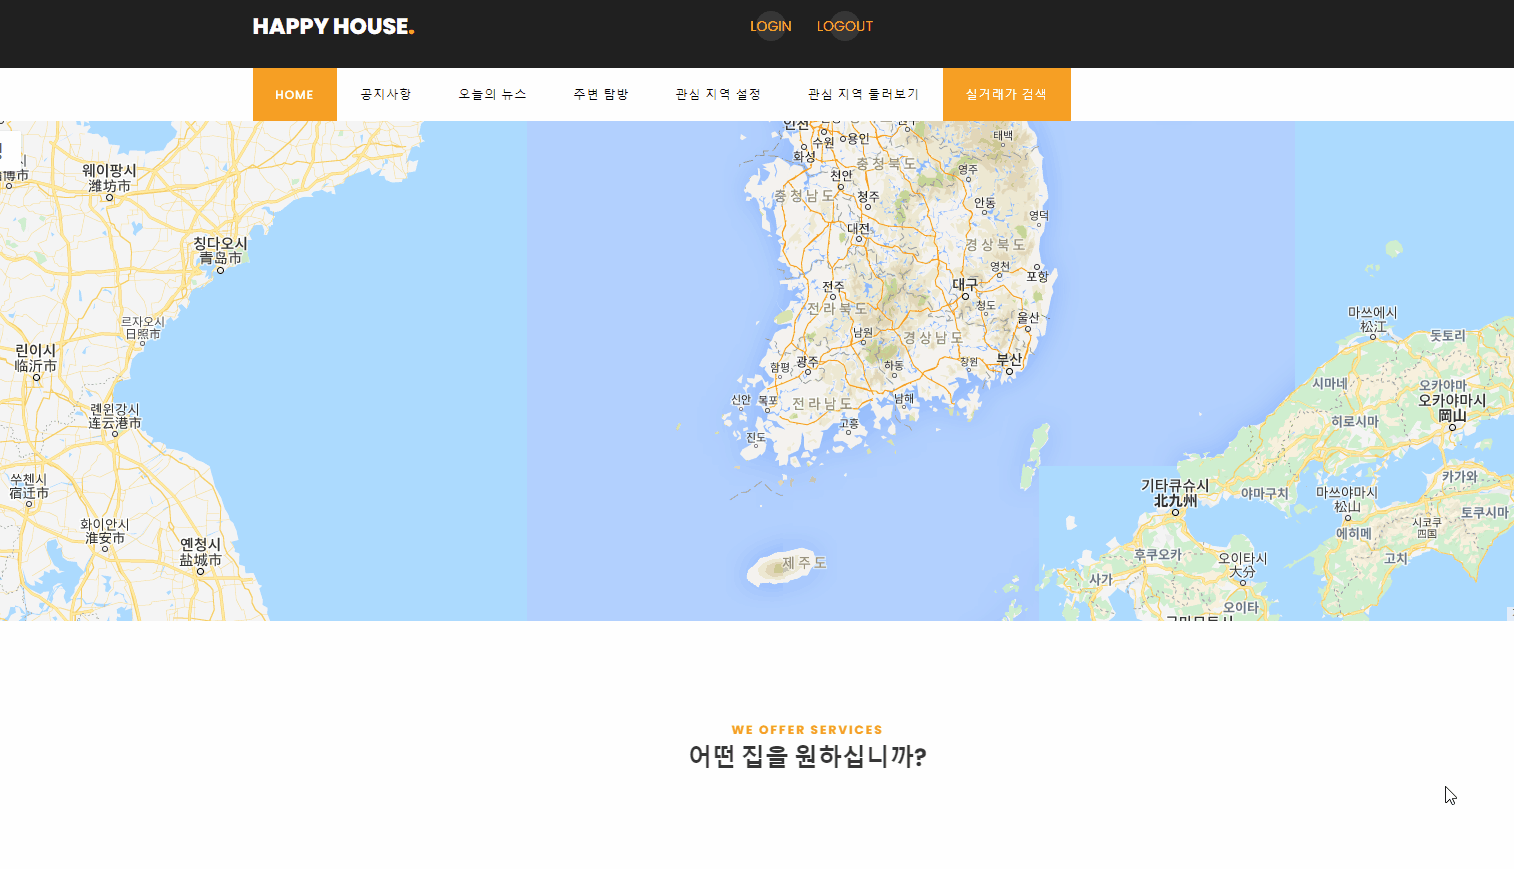 HAPPY HOUSE.
LOGIN LOGOUT
HOME 공지사항 오늘의 뉴스 주변 탐방 관심 지역 설정 관심 지역 둘러보기 실거래가 검색
인천
수원 용인
화성
태백
충청북도
영주
천안
웨이팡시
潍坊市
충청남도
청주
안동
영덕
대전
칭다오시
青岛市
경상북도
영천
포항
대구
전주
전라북도
청도
울산
르자오시
日照市
남원
경상남도
마쓰에시
松江
돗토리
린이시
临沂市
함평 광주
하동
창원
부산
시마네
오카야마
오카야마시
岡山
신안 목포
전라남도
남해
고흥
진도
롄윈강시
连云港市
히로시마
쑤첸시
宿迁市
기타큐슈시
北九州
야마구치
마쓰야마시
松山
카가와
도쿠시마
시코쿠
四国
에히메
고치
화이안시
淮安市
옌청시
盐城市
제주도
후쿠오카
사가
오이타시
大分
오이타
WE OFFER SERVICES
어떤 집을 원하십니까?